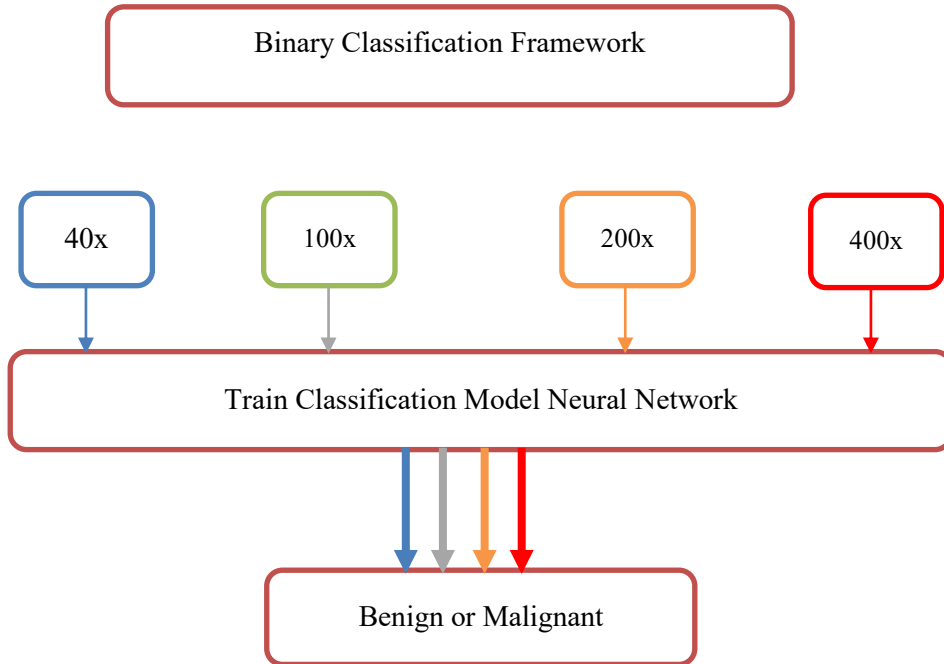 Binary Classification Framework
40x
100x
200x
400x
Train Classification Model Neural Network
Benign or Malignant